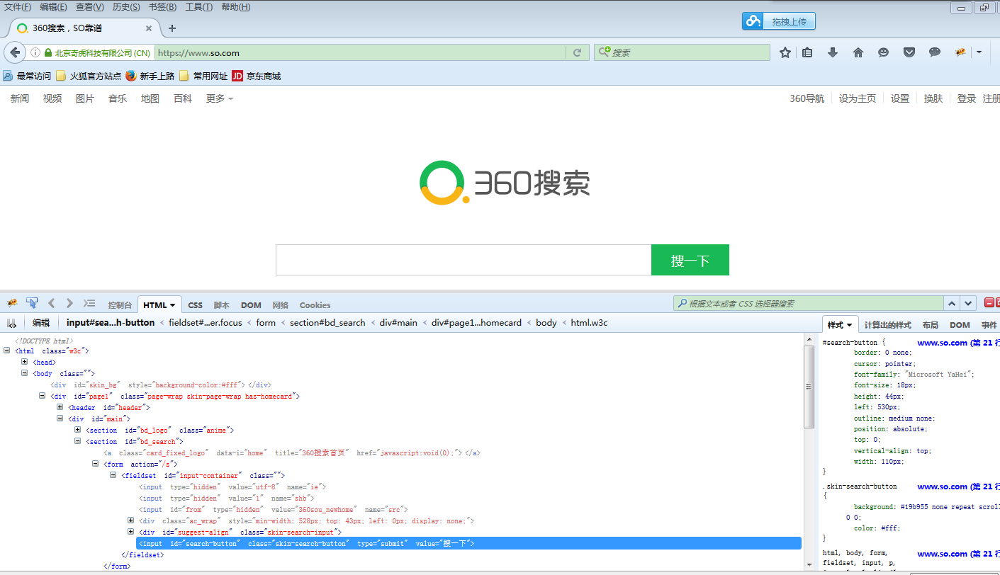 文件(F) 编辑(E) 查看(V) 历史(S) 书签(B) 工具(T) 帮助(H)
360搜索，SO靠谱 × +
拖拽上传
北京奇虎科技有限公司 (CN) https://www.so.com 搜索
最常访问 火狐官方站点 新手上路 常用网址 JD 京东商城
新闻 视频 图片 音乐 地图 百科 更多 360导航 设为主页 设置 换肤 登录 注册
360搜索
搜一下
控制台 HTML CSS 脚本 DOM 网络 Cookies 根据文本或者 CSS 选择器搜索
编辑 input#sea...h-button < fieldset#...er.focus < form < section#bd_search < div#main < div#page1...homecard < body < html.w3c
样式 计算出的样式 布局 DOM 事件
<!DOCTYPE html>
<html class="w3c">
<head>
<body class="">
<div id="skin_bg" style="background-color:#fff"></div>
<div id="page1" class="page-wrap skin-page-wrap has-homecard">
<header id="header">
<div id="main">
<section id="bd_logo" class="anime">
<section id="bd_search">
<a class="card_fixed_logo" data-i="home" title="360搜索首页" href="javascript:void(0);"></a>
<form action="/s">
<fieldset id="input-container" class="">
<input type="hidden" value="utf-8" name="ie">
<input type="hidden" value="1" name="shb">
<input id="from" type="hidden" value="360sou_newhome" name="src">
<div class="ac_wrap" style="min-width: 528px; top: 43px; left: 0px; display: none;">
<div id="suggest-align" class="skin-search-input">
<input id="search-button" class="skin-search-button" type="submit" value="搜一下">
</fieldset>
</form>
#search-button { www.so.com (第 21 行
border: 0 none;
cursor: pointer;
font-family: "Microsoft YaHei";
font-size: 18px;
height: 44px;
left: 530px;
outline: medium none;
position: absolute;
top: 0;
vertical-align: top;
width: 110px;
}
.skin-search-button www.so.com (第 21 行
{
background: #19b955 none repeat scroll
0 0;
color: #fff;
}
html, body, form, www.so.com (第 21 行
fieldset, input, p,